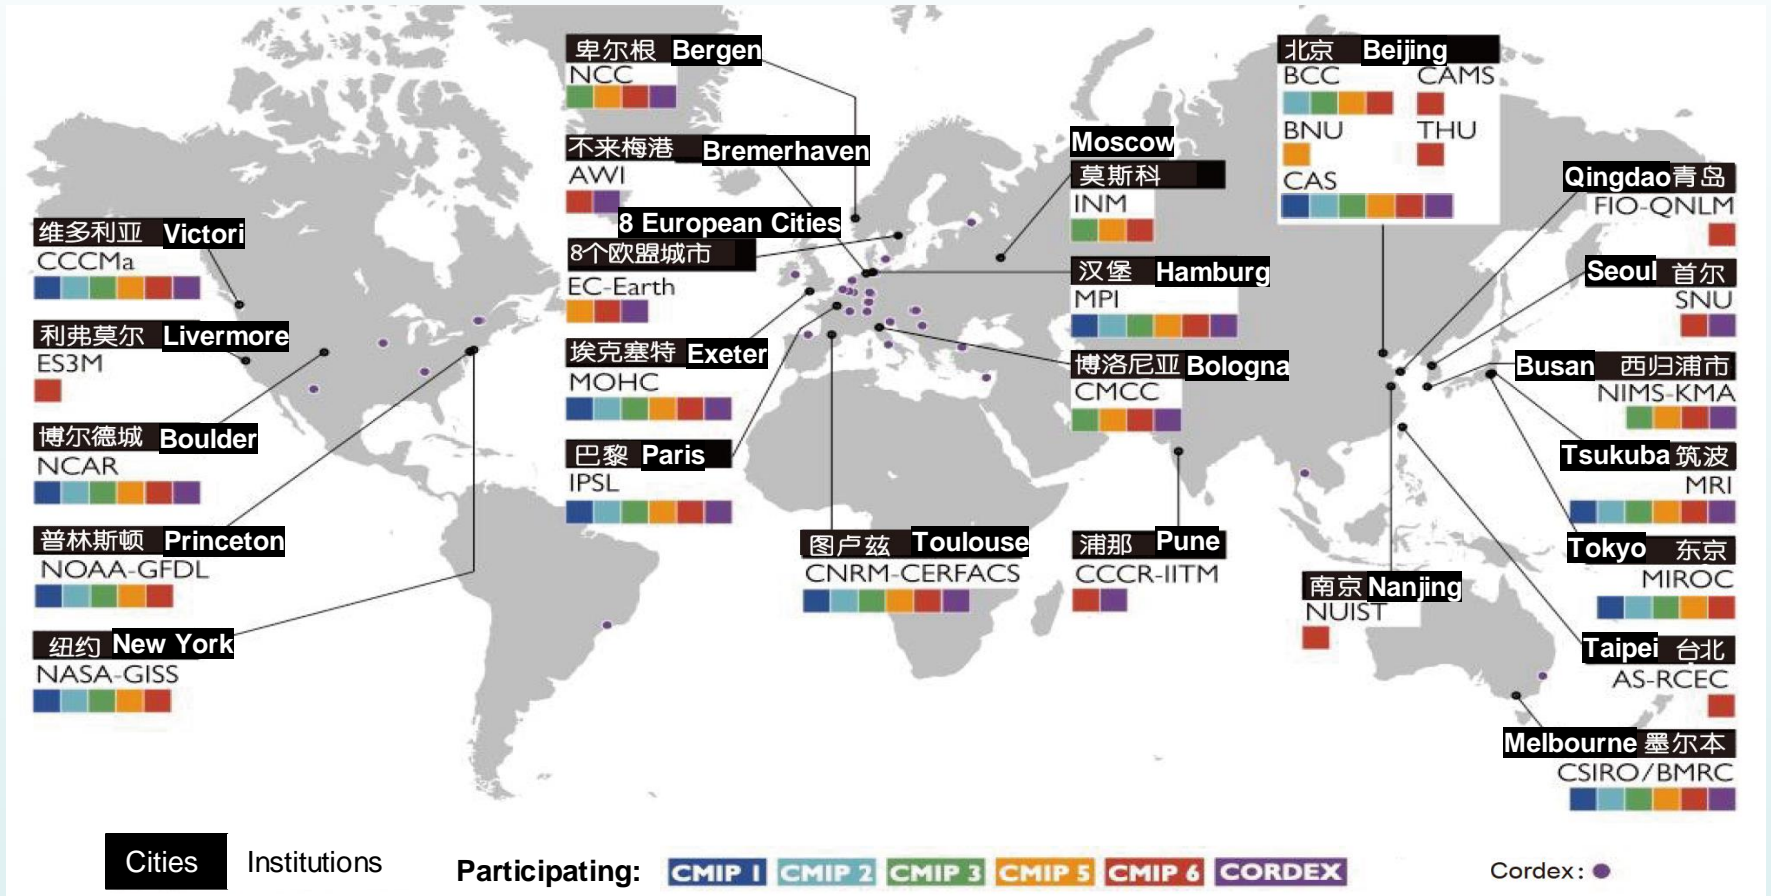 维多利亚 Victori
CCCMa
利弗莫尔 Livermore
ES3M
博尔德城 Boulder
NCAR
普林斯顿 Princeton
NOAA-GFDL
纽约 New York
NASA-GISS
卑尔根 Bergen
NCC
不来梅港 Bremerhaven
AWI
8 European Cities
8个欧盟城市
EC-Earth
埃克塞特 Exeter
MOHC
巴黎 Paris
IPSL
图卢兹 Toulouse
CNRM-CERFACS
Moscow
莫斯科
INM
汉堡 Hamburg
MPI
博洛尼亚 Bologna
CMCC
浦那 Pune
CCCR-IITM
北京 Beijing
BCC CAMS
BNU THU
CAS
南京 Nanjing
NUIST
Qingdao 青岛
FIO-QNLM
Seoul 首尔
SNU
Busan 西归浦市
NIMS-KMA
Tsukuba 筑波
MRI
Tokyo 东京
MIROC
Taipei 台北
AS-RCEC
Melbourne 墨尔本
CSIRO/BMRC
Cities Institutions Participating: CMIP 1 CMIP 2 CMIP 3 CMIP 5 CMIP 6 CORDEX Cordex: